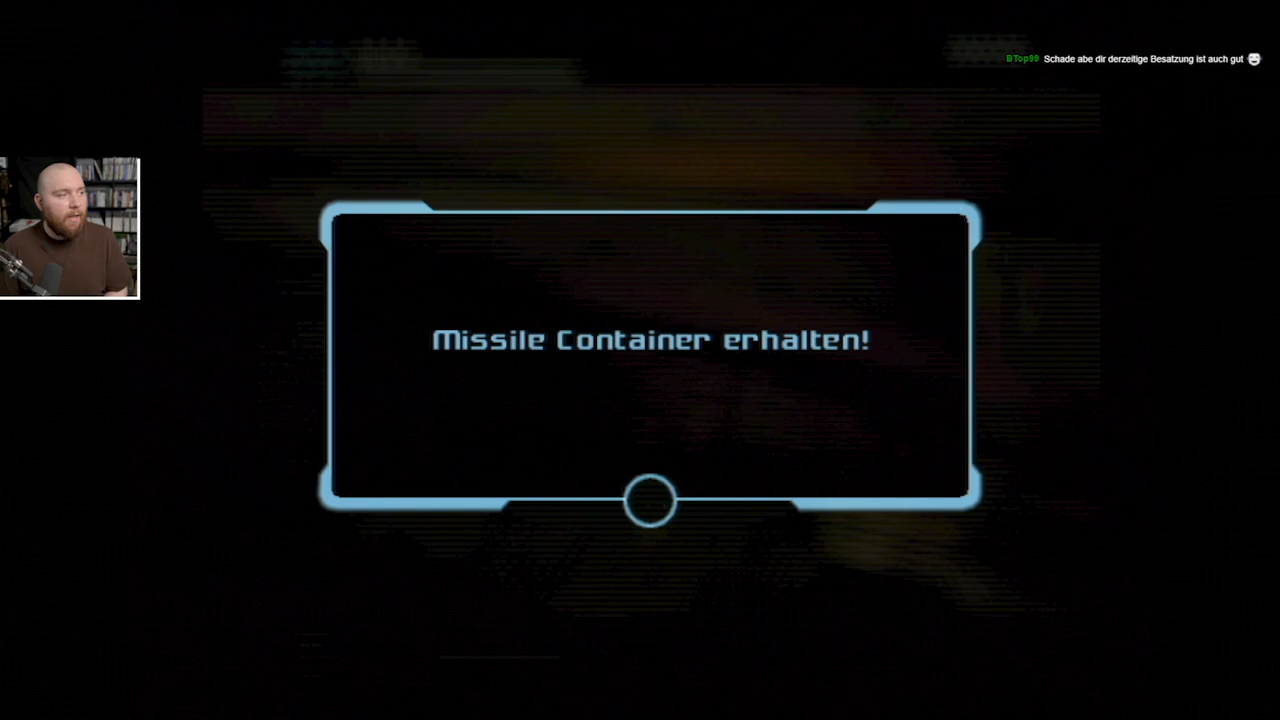 BTop99 Schade abe dir derzeitige Besatzung ist auch gut
Missile Container erhalten!